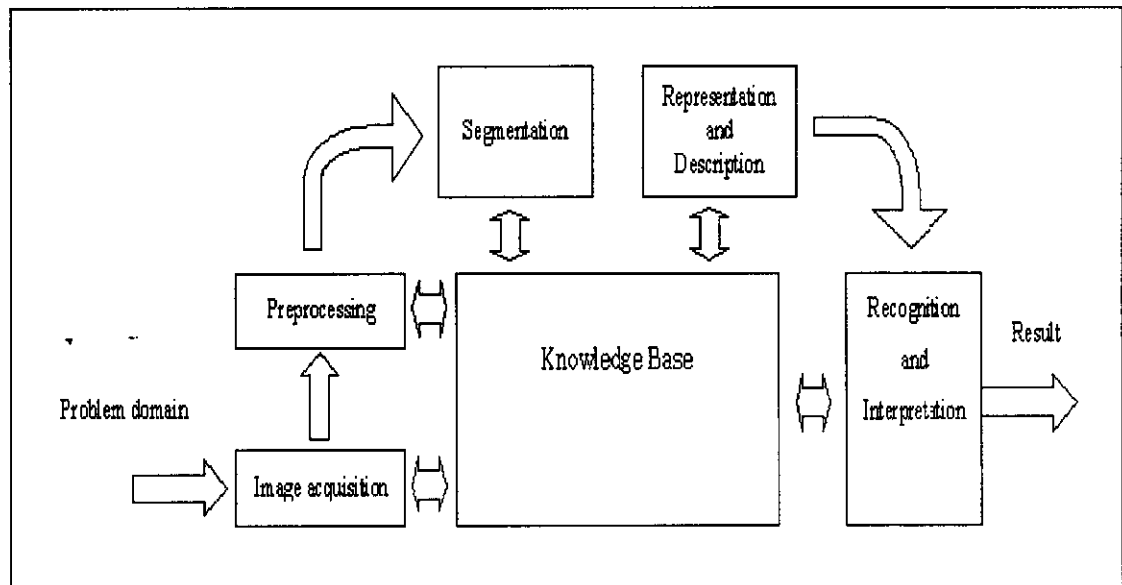 Segmentation
Representation
and
Description
Preprocessing
Knowledge Base
Recognition
and
Interpretation
Result
Problem domain
Image acquisition